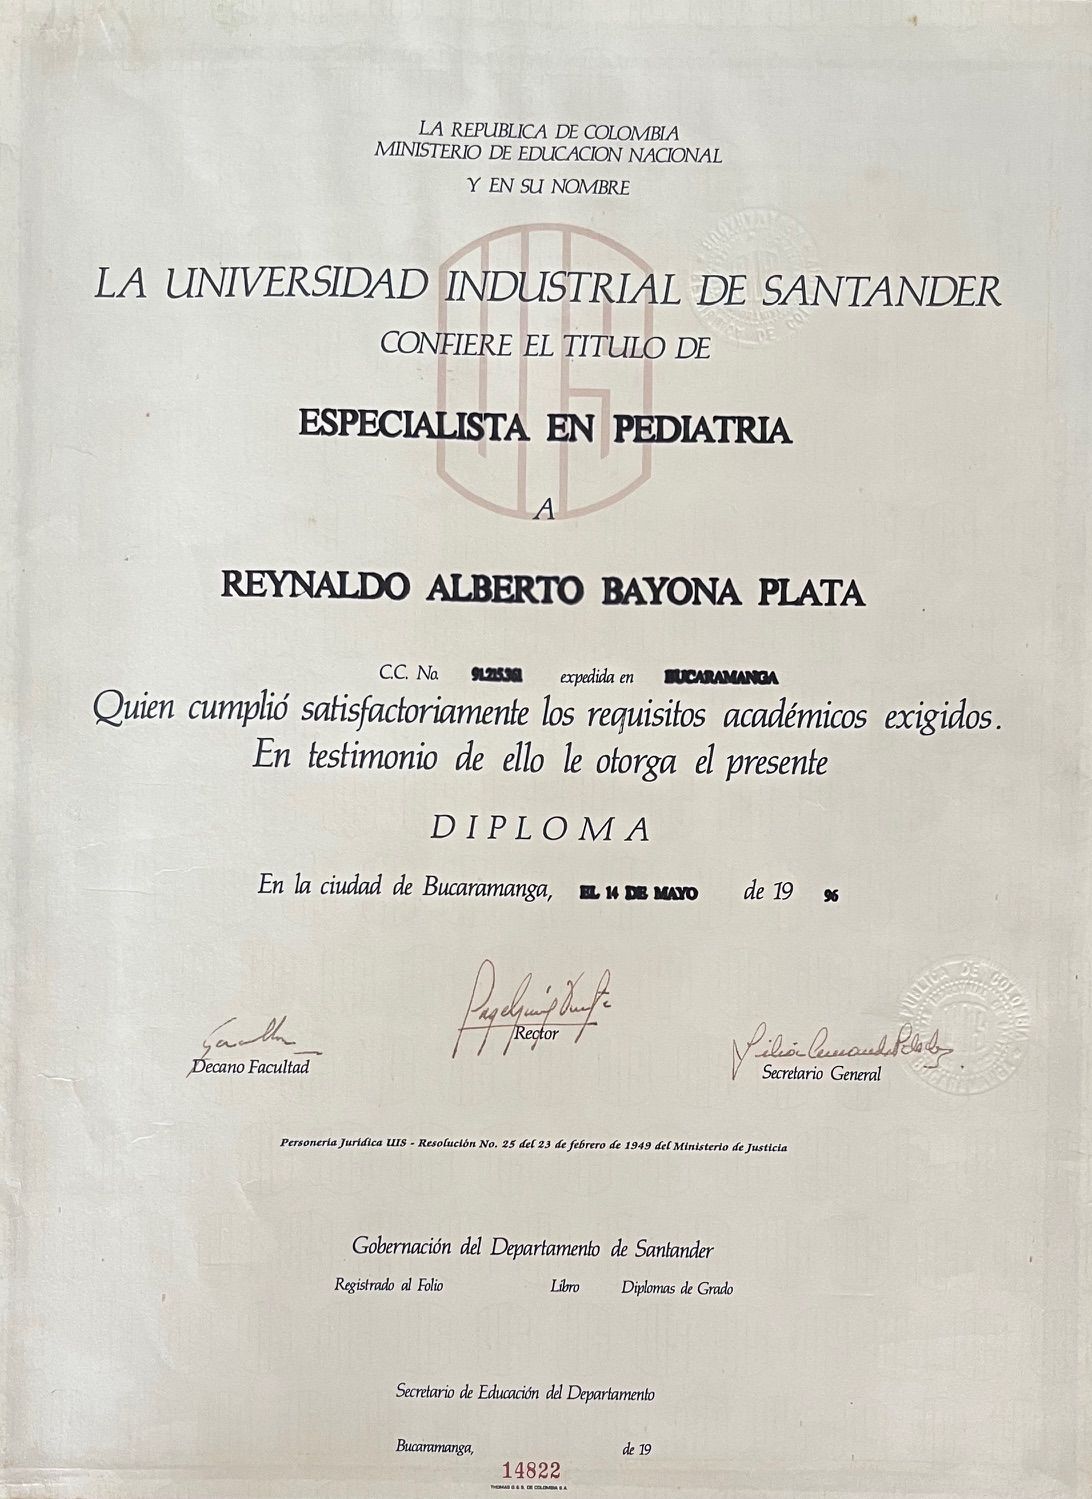 LA REPUBLICA DE COLOMBIA
MINISTERIO DE EDUCACION NACIONAL
Y EN SU NOMBRE
LA UNIVERSIDAD INDUSTRIAL DE SANTANDER
CONFIERE EL TITULO DE
ESPECIALISTA EN PEDIATRIA
A
REYNALDO ALBERTO BAYONA PLATA
C.C. No. 91.215.361 expedida en BUCARAMANGA
Quien cumplió satisfactoriamente los requisitos académicos exigidos.
En testimonio de ello le otorga el presente
DIPLOMA
En la ciudad de Bucaramanga, EL 14 DE MAYO de 19 96
Rector
Decano Facultad
Secretario General
Personería Jurídica UIS - Resolución No. 25 del 23 de febrero de 1949 del Ministerio de Justicia
Gobernación del Departamento de Santander
Registrado al Folio Libro Diplomas de Grado
Secretario de Educación del Departamento
Bucaramanga, de 19
14822
THOMAS G. & S. DE COLOMBIA S.A.